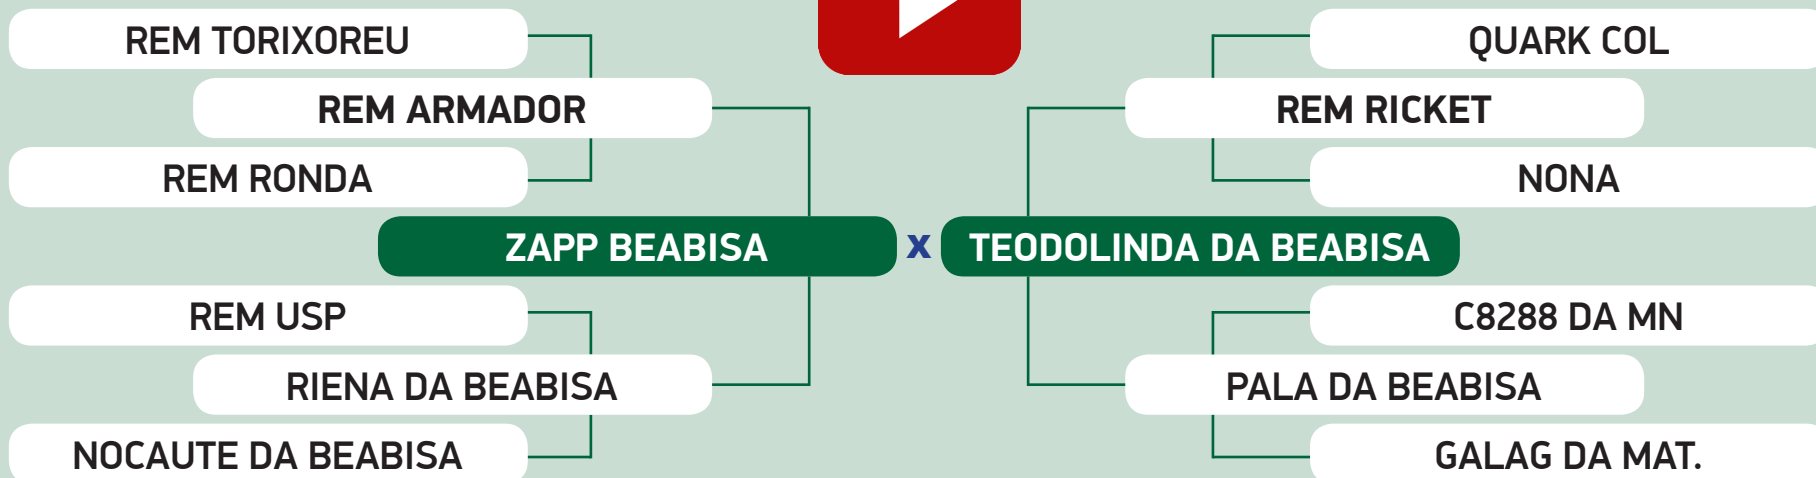 REM TORIXOREU
REM ARMADOR
REM RONDA
ZAPP BEABISA
REM USP
RIENA DA BEABISA
NOCAUTE DA BEABISA
x
QUARK COL
REM RICKET
NONA
TEODOLINDA DA BEABISA
C8288 DA MN
PALA DA BEABISA
GALAG DA MAT.